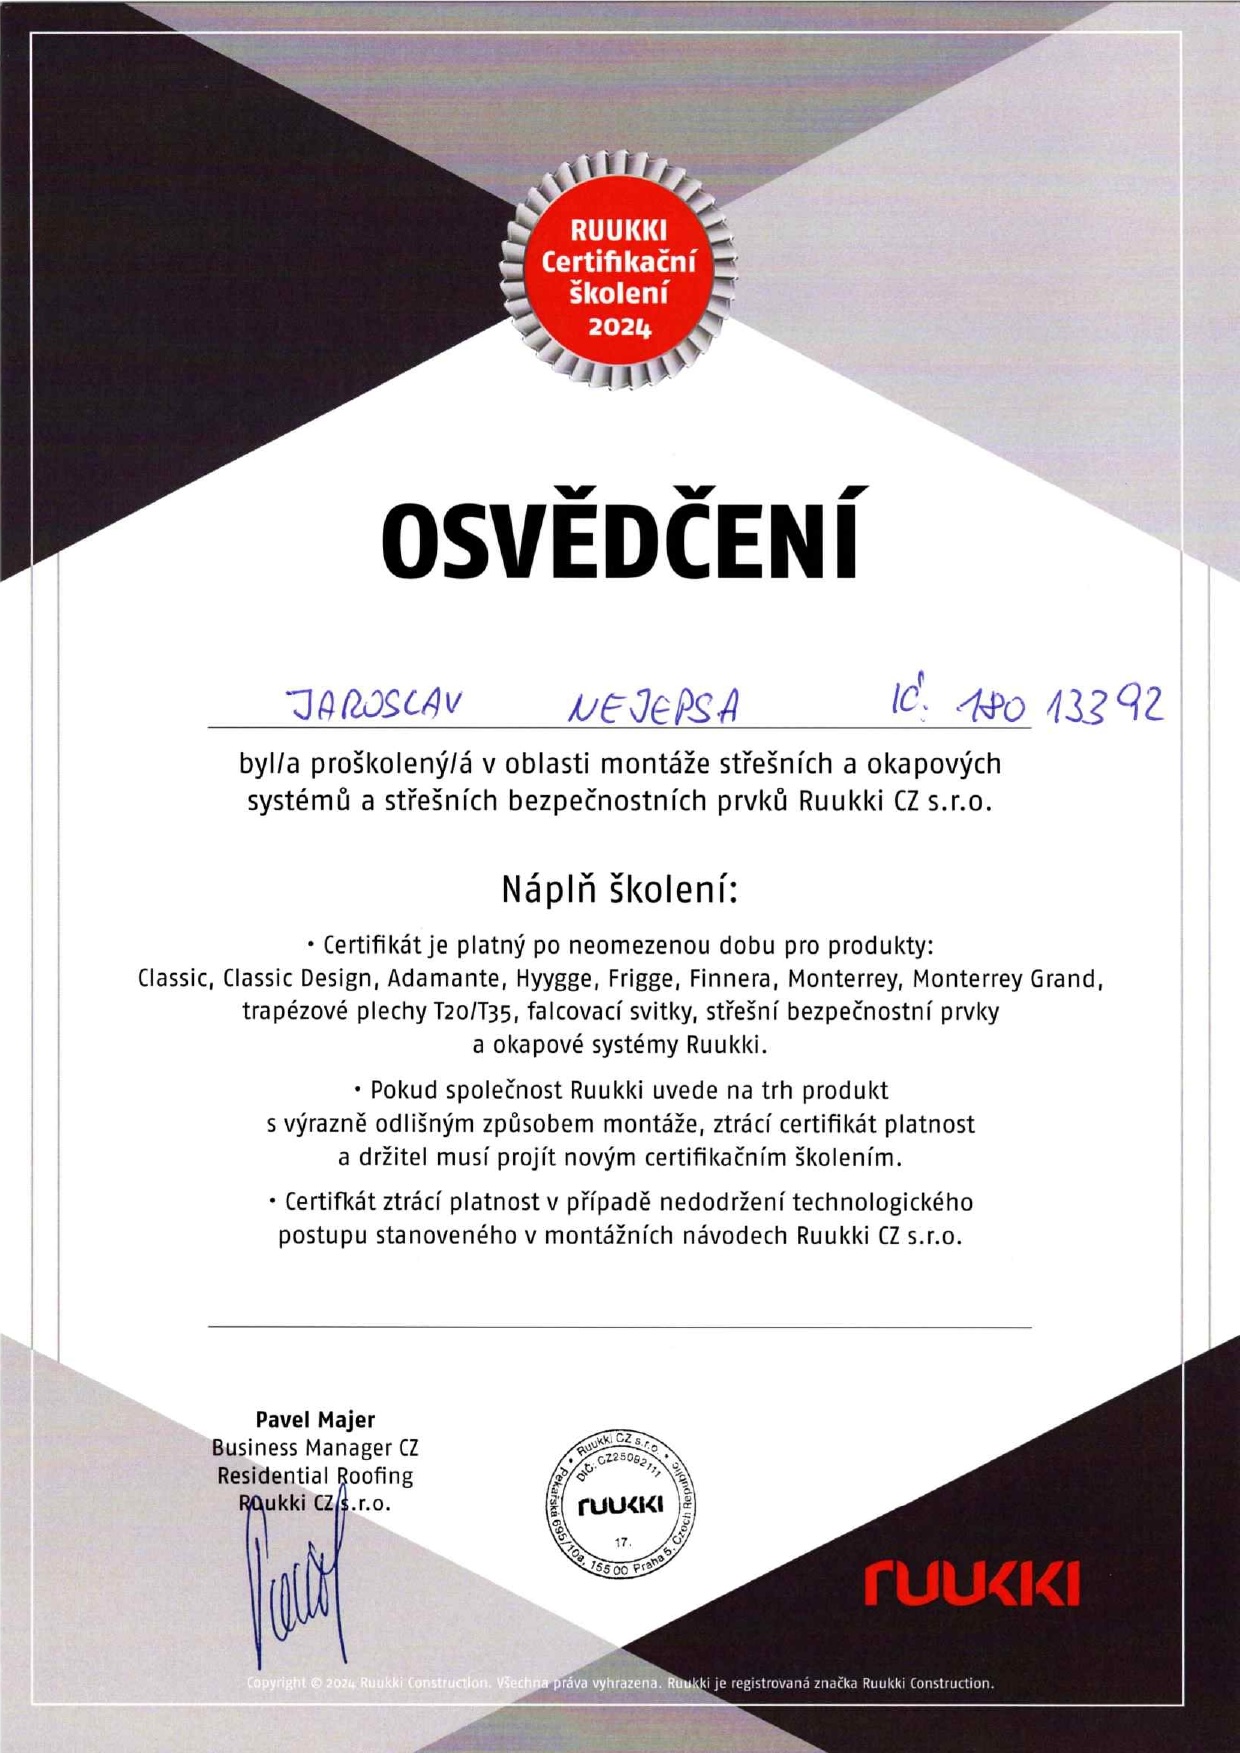 RUUKKI
Certifikační
školení
2024
OSVĚDČENÍ
JAROSLAV NEJEPSA IČ. 180 13392
byl/a proškolený/á v oblasti montáže střešních a okapových
systémů a střešních bezpečnostních prvků Ruukki CZ s.r.o.
Náplň školení:
• Certifikát je platný po neomezenou dobu pro produkty:
Classic, Classic Design, Adamante, Hyygge, Frigge, Finnera, Monterrey, Monterrey Grand,
trapézové plechy T20/T35, falcovací svitky, střešní bezpečnostní prvky
a okapové systémy Ruukki.
• Pokud společnost Ruukki uvede na trh produkt
s výrazně odlišným způsobem montáže, ztrácí certifikát platnost
a držitel musí projít novým certifikačním školením.
• Certifkát ztrácí platnost v případě nedodržení technologického
postupu stanoveného v montážních návodech Ruukki CZ s.r.o.
Pavel Majer
Business Manager CZ
Residential Roofing
Ruukki CZ s.r.o.
• Ruukki CZ s.r.o. •
DIČ: CZ25092111
RUUKKI
17.
Pekařská 695/10a, 155 00 Praha 5, Czech Republic
RUUKKI
Copyright © 2024 Ruukki Construction. Všechna práva vyhrazena. Ruukki je registrovaná značka Ruukki Construction.